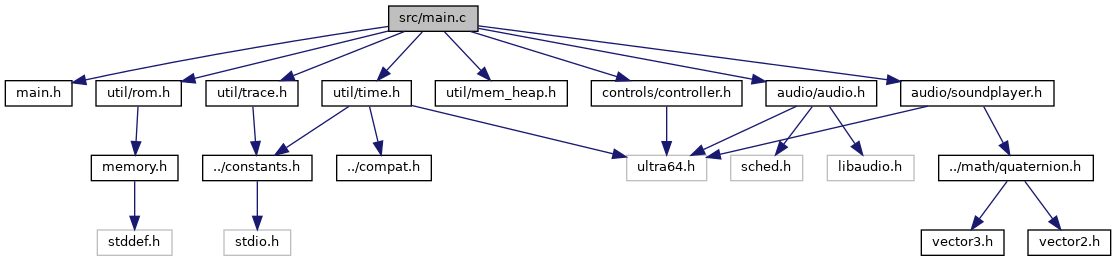 src/main.c
main.h
util/rom.h
util/trace.h
util/time.h
util/mem_heap.h
controls/controller.h
audio/audio.h
audio/soundplayer.h
memory.h
../constants.h
../compat.h
ultra64.h
sched.h
libaudio.h
../math/quaternion.h
stddef.h
stdio.h
vector3.h
vector2.h